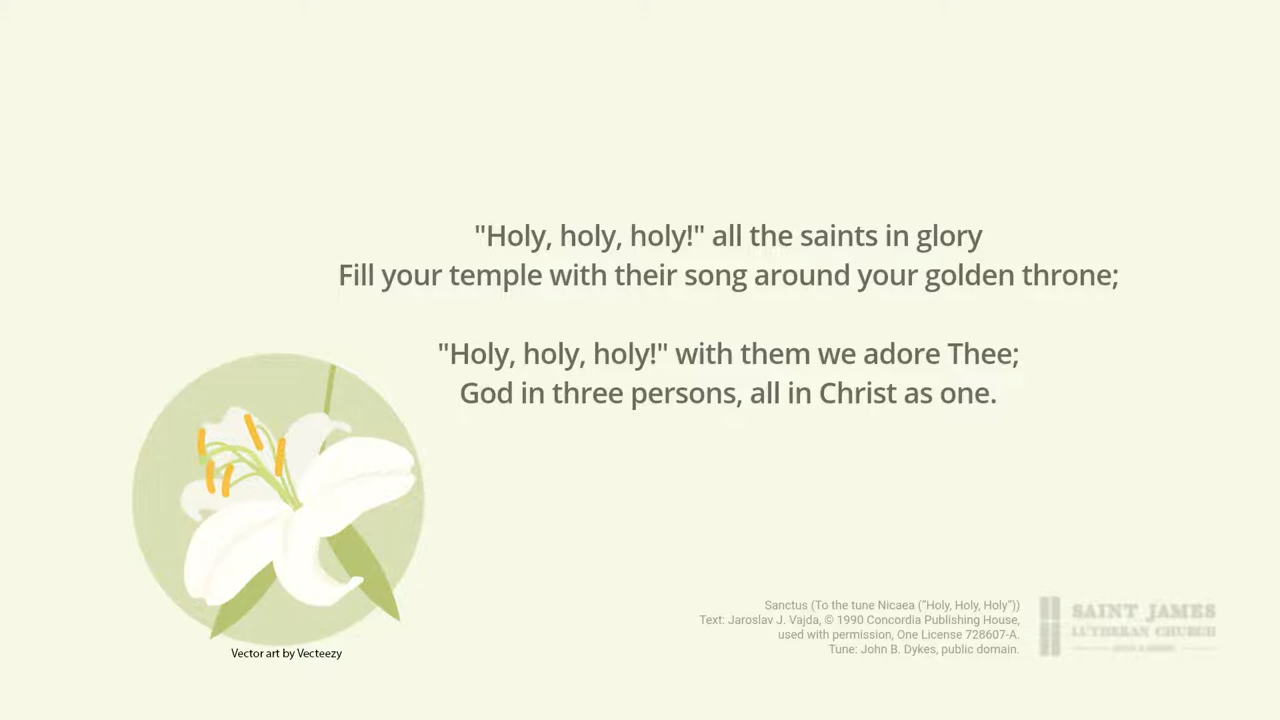 "Holy, holy, holy!" all the saints in glory
Fill your temple with their song around your golden throne;
"Holy, holy, holy!" with them we adore Thee;
God in three persons, all in Christ as one.
Sanctus (To the tune Nicaea ("Holy, Holy, Holy"))
Text: Jaroslav J. Vajda, © 1990 Concordia Publishing House,
used with permission, One License 728607-A.
Tune: John B. Dykes, public domain.
SAINT JAMES
LUTHERAN CHURCH
Vector art by Vecteezy